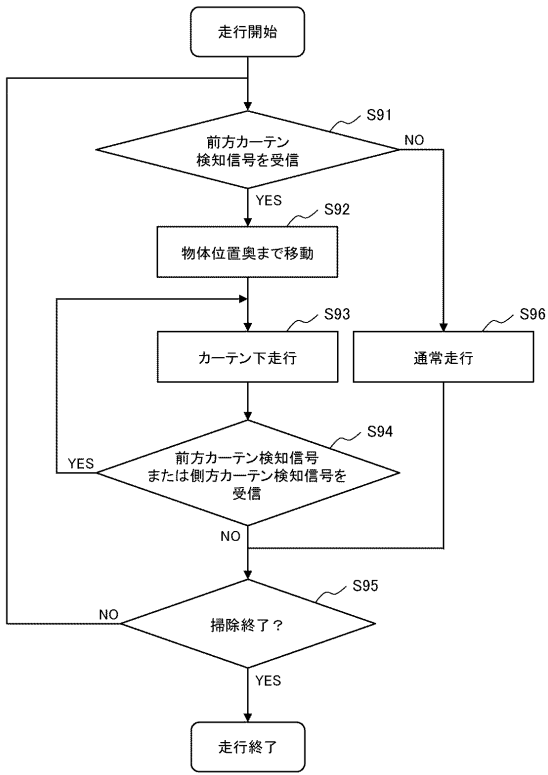 走行開始
S91
前方カーテン
検知信号を受信
NO
YES
S92
物体位置奥まで移動
S93
カーテン下走行
S96
通常走行
S94
前方カーテン検知信号
または側方カーテン検知信号を
受信
YES
NO
S95
掃除終了?
NO
YES
走行終了